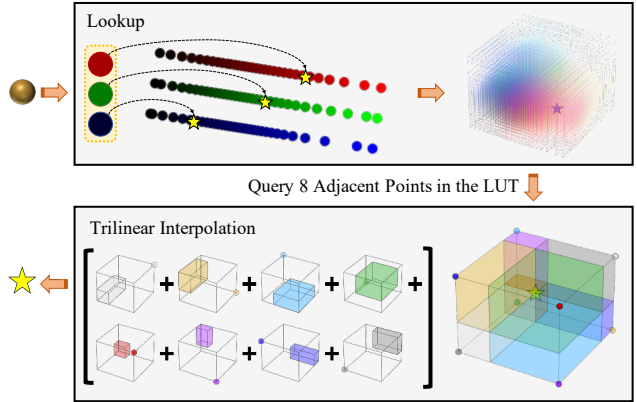 Lookup
Query 8 Adjacent Points in the LUT
Trilinear Interpolation
[ + + + +
+ + + ]